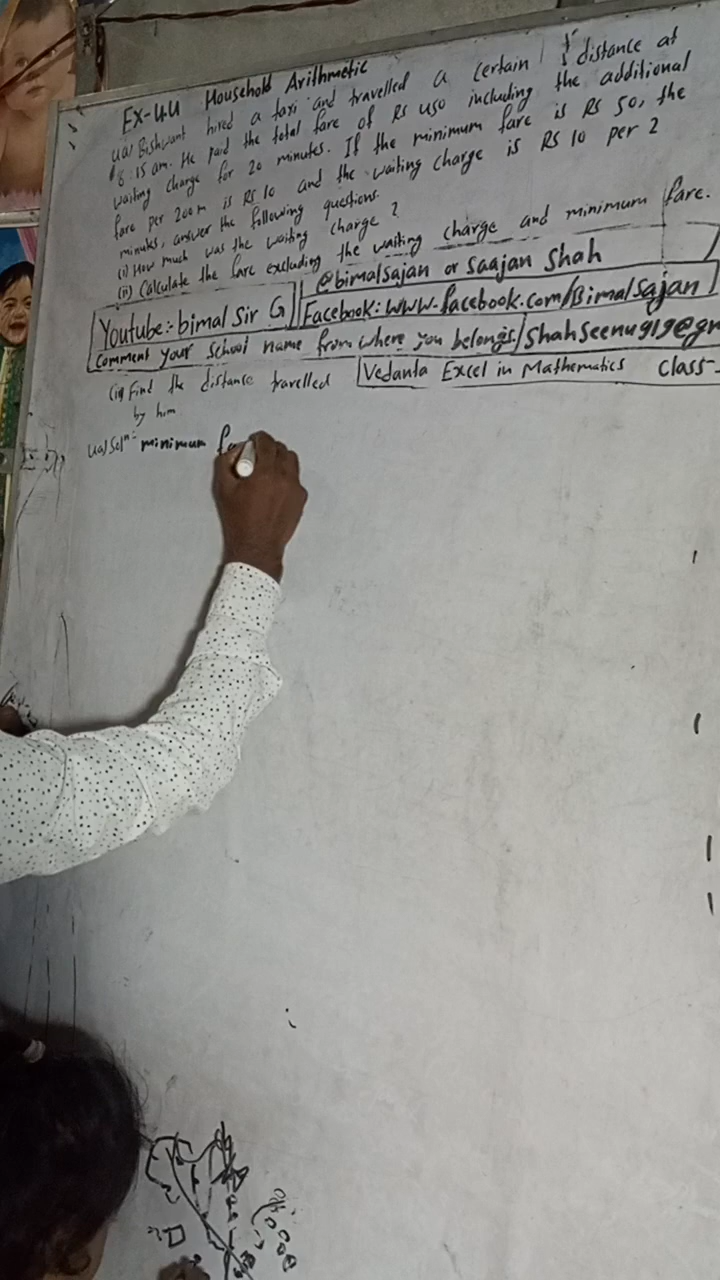 Ex-4.4 Household Arithmetic
4a) Bishwant hired a taxi and travelled a certain distance at
8:15 am. He paid the total fare of Rs 450 including the additional
waiting charge for 20 minutes. If the minimum fare is Rs 50, the
fare per 200m is Rs 10 and the waiting charge is Rs 10 per 2
minutes, answer the following questions.
(i) How much was the waiting charge?
(ii) Calculate the fare excluding the waiting charge and minimum fare.
Youtube:- bimal Sir G
@bimalsajan or Saajan Shah
Facebook: www.facebook.com/Bimalsajan
Comment your School name from where you belongs/Shahseenu919@gm
(iii) Find the distance travelled
by him
Vedanta Excel in Mathematics Class-
4a) Solⁿ: minimum